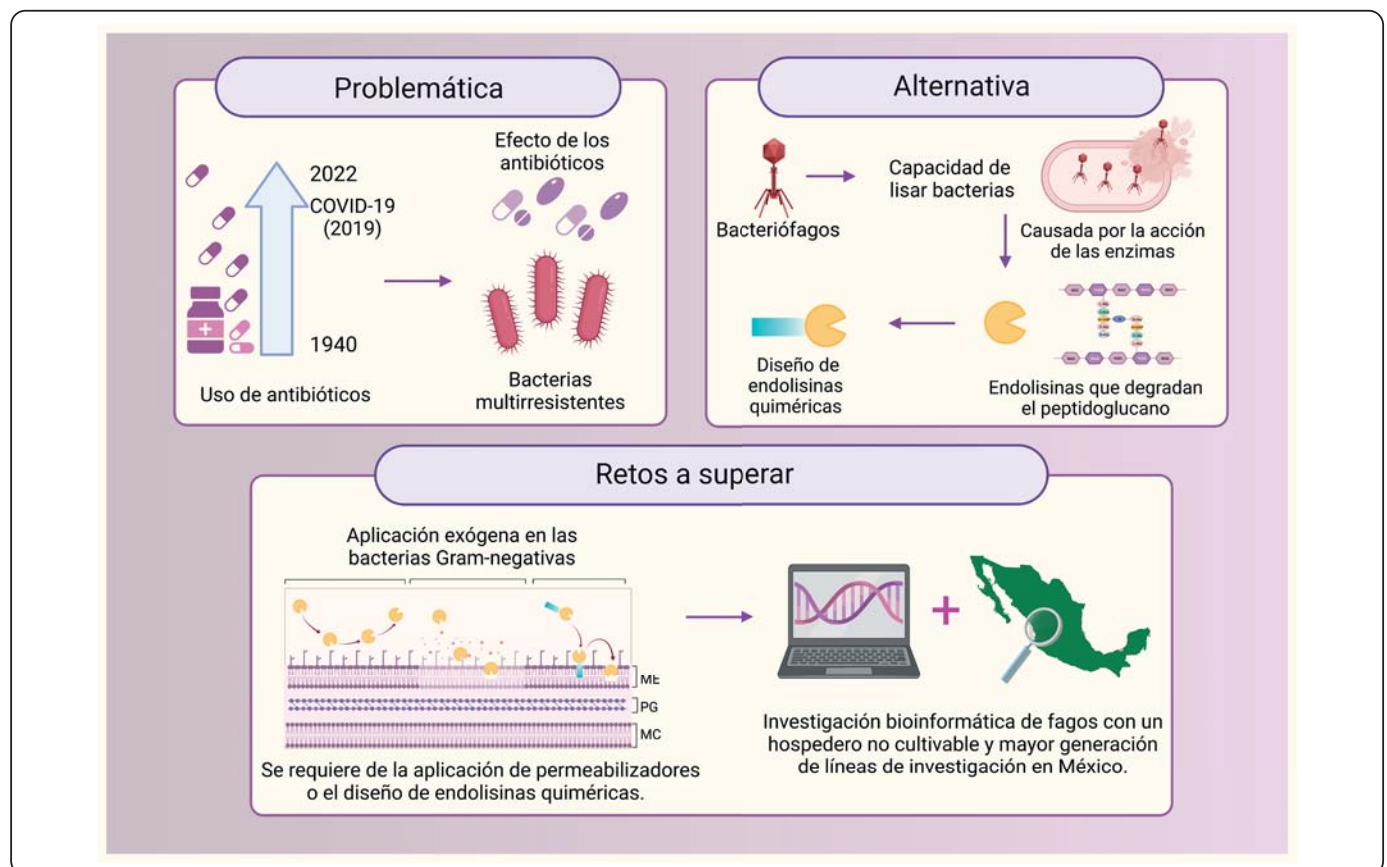 Problemática
Efecto de los
antibióticos
2022
COVID-19
(2019)
1940
Uso de antibióticos
Bacterias
multirresistentes
Alternativa
Bacteriófagos
Capacidad de
lisar bacterias
Causada por la acción
de las enzimas
Diseño de
endolisinas
quiméricas
Endolisinas que degradan
el peptidoglucano
Retos a superar
Aplicación exógena en las
bacterias Gram-negativas
ME
PG
MC
Se requiere de la aplicación de permeabilizadores
o el diseño de endolisinas quiméricas.
Investigación bioinformática de fagos con un
hospedero no cultivable y mayor generación
de líneas de investigación en México.